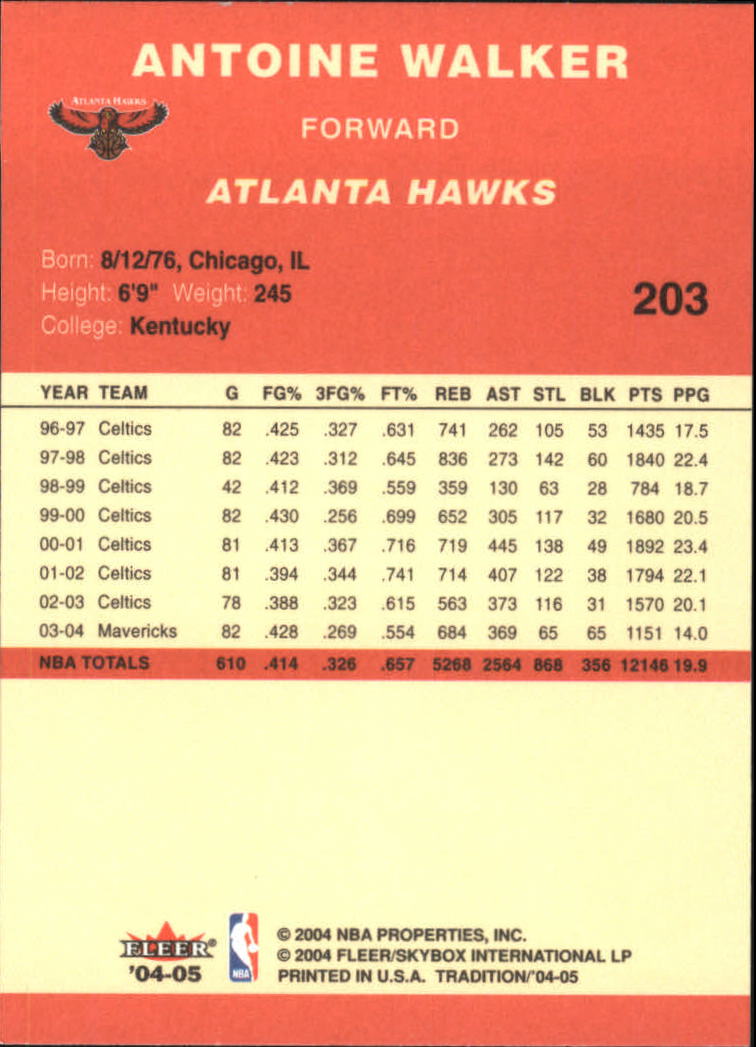 ANTOINE WALKER
ATLANTA HAWKS
FORWARD
ATLANTA HAWKS
Born: 8/12/76, Chicago, IL
Height: 6'9" Weight: 245
College: Kentucky
203
YEAR TEAM G FG% 3FG% FT% REB AST STL BLK PTS PPG
96-97 Celtics 82 .425 .327 .631 741 262 105 53 1435 17.5
97-98 Celtics 82 .423 .312 .645 836 273 142 60 1840 22.4
98-99 Celtics 42 .412 .369 .559 359 130 63 28 784 18.7
99-00 Celtics 82 .430 .256 .699 652 305 117 32 1680 20.5
00-01 Celtics 81 .413 .367 .716 719 445 138 49 1892 23.4
01-02 Celtics 81 .394 .344 .741 714 407 122 38 1794 22.1
02-03 Celtics 78 .388 .323 .615 563 373 116 31 1570 20.1
03-04 Mavericks 82 .428 .269 .554 684 369 65 65 1151 14.0
NBA TOTALS 610 .414 .326 .657 5268 2564 868 356 12146 19.9
FLEER®
'04-05
NBA
© 2004 NBA PROPERTIES, INC.
© 2004 FLEER/SKYBOX INTERNATIONAL LP
PRINTED IN U.S.A. TRADITION/'04-05